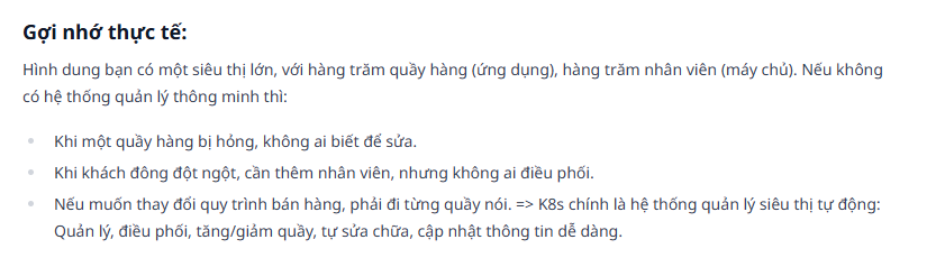 Gợi nhớ thực tế:
Hình dung bạn có một siêu thị lớn, với hàng trăm quầy hàng (ứng dụng), hàng trăm nhân viên (máy chủ). Nếu không
có hệ thống quản lý thông minh thì:
Khi một quầy hàng bị hỏng, không ai biết để sửa.
Khi khách đông đột ngột, cần thêm nhân viên, nhưng không ai điều phối.
Nếu muốn thay đổi quy trình bán hàng, phải đi từng quầy nói. => K8s chính là hệ thống quản lý siêu thị tự động:
Quản lý, điều phối, tăng/giảm quầy, tự sửa chữa, cập nhật thông tin dễ dàng.